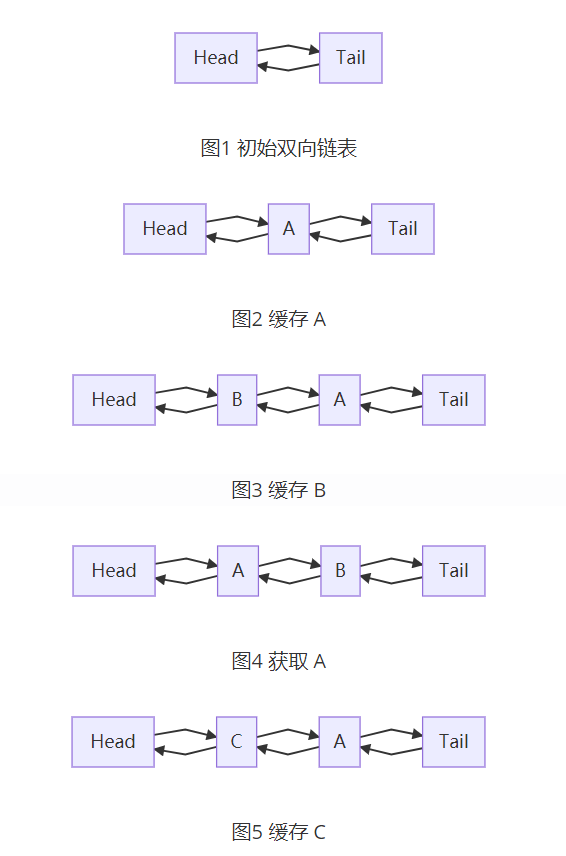 Head Tail
图1 初始双向链表
Head A Tail
图2 缓存 A
Head B A Tail
图3 缓存 B
Head A B Tail
图4 获取 A
Head C A Tail
图5 缓存 C